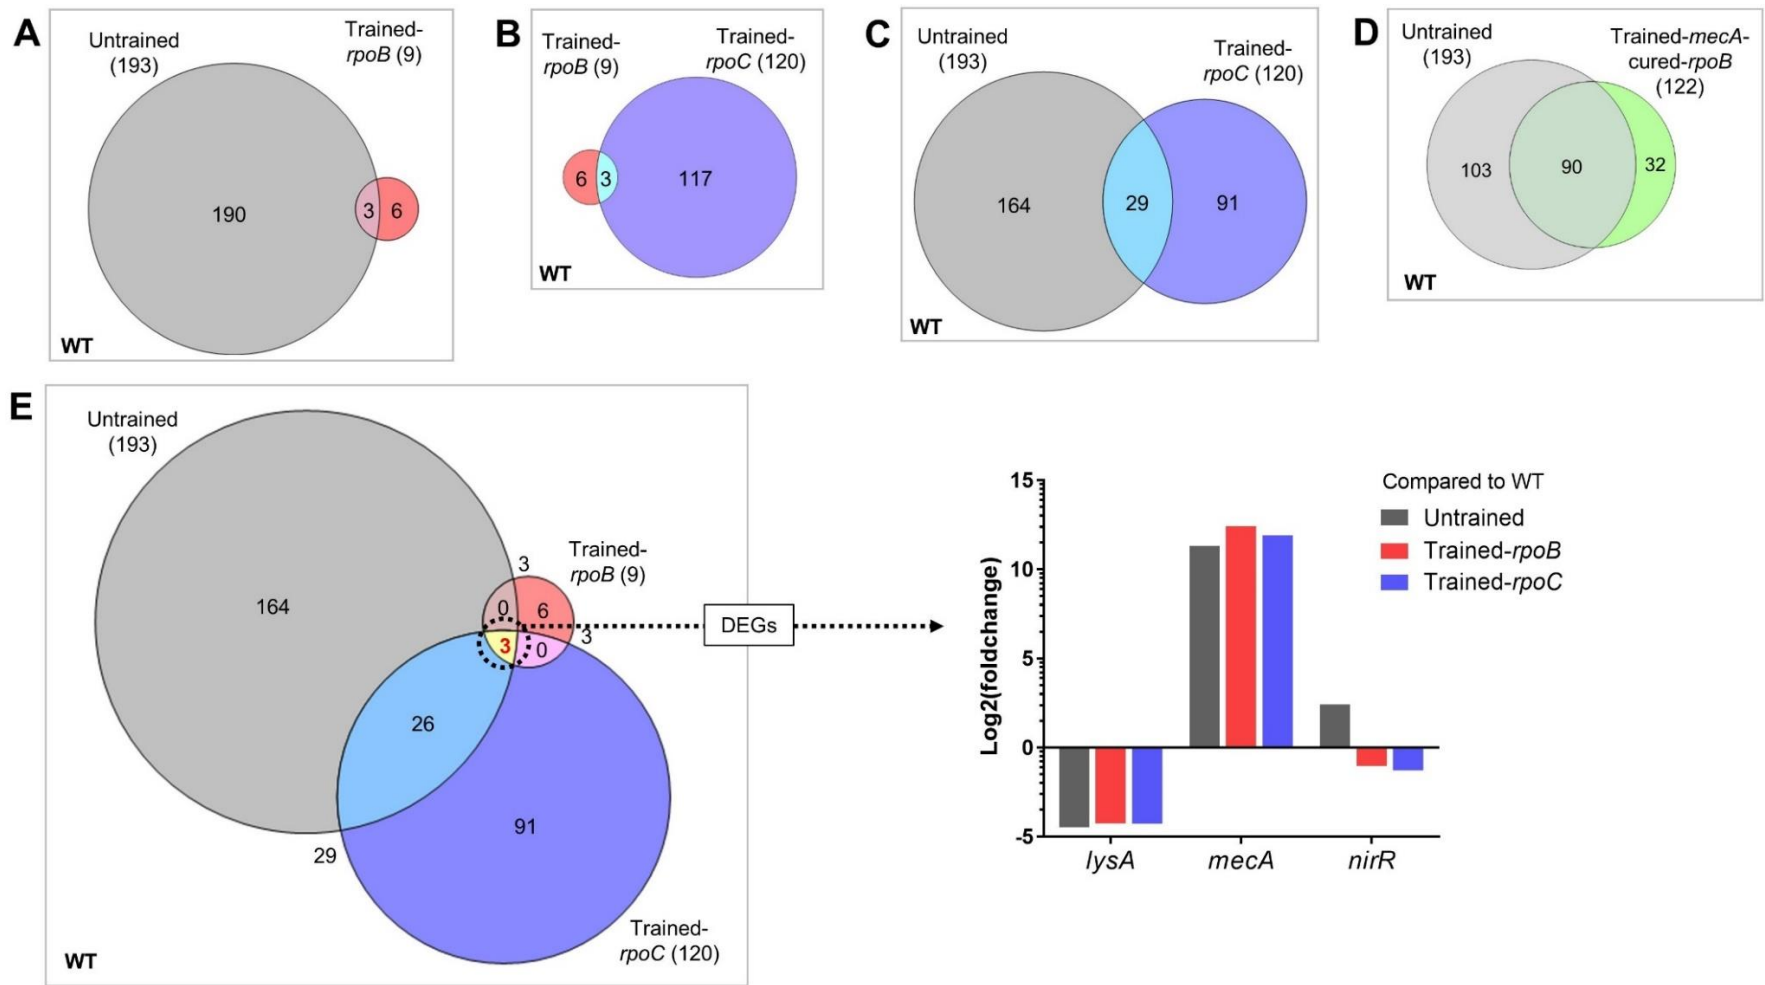 A
Untrained
(193)
Trained-
rpoB (9)
190
3
6
WT
B
Trained-
rpoB (9)
Trained-
rpoC (120)
6
3
117
WT
C
Untrained
(193)
Trained-
rpoC (120)
164
29
91
WT
D
Untrained
(193)
Trained-mecA-
cured-rpoB
(122)
103
90
32
WT
E
Untrained
(193)
Trained-
rpoB (9)
3
164
0
6
3
3
0
26
91
29
Trained-
rpoC (120)
WT
DEGs
Log2(foldchange)
15
10
5
0
-5
lysA
mecA
nirR
Compared to WT
Untrained
Trained-rpoB
Trained-rpoC